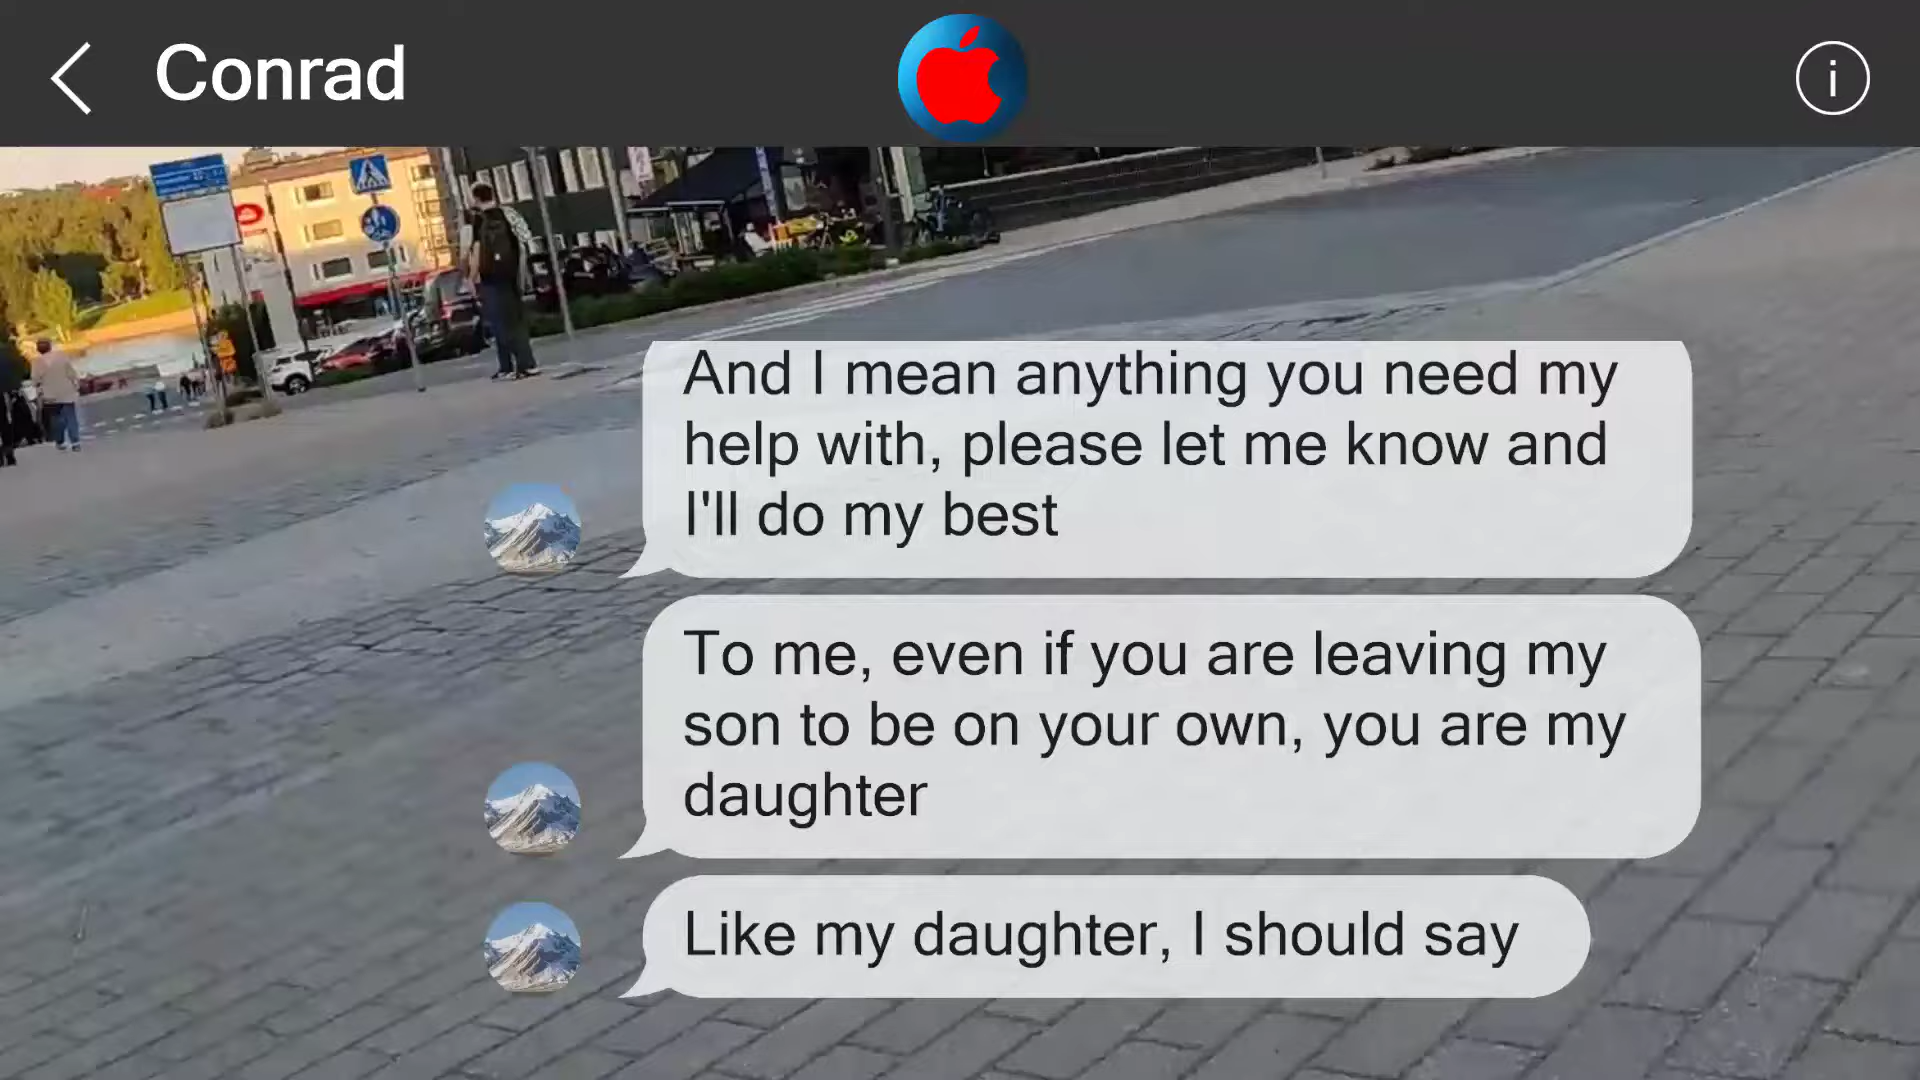 Conrad
And I mean anything you need my
help with, please let me know and
I'll do my best
To me, even if you are leaving my
son to be on your own, you are my
daughter
Like my daughter, I should say